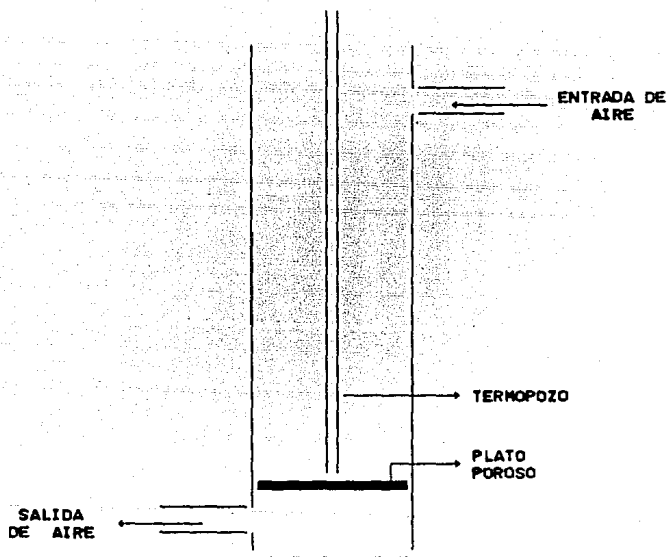 ENTRADA DE
AIRE
TERMOPOZO
PLATO
POROSO
SALIDA
DE AIRE